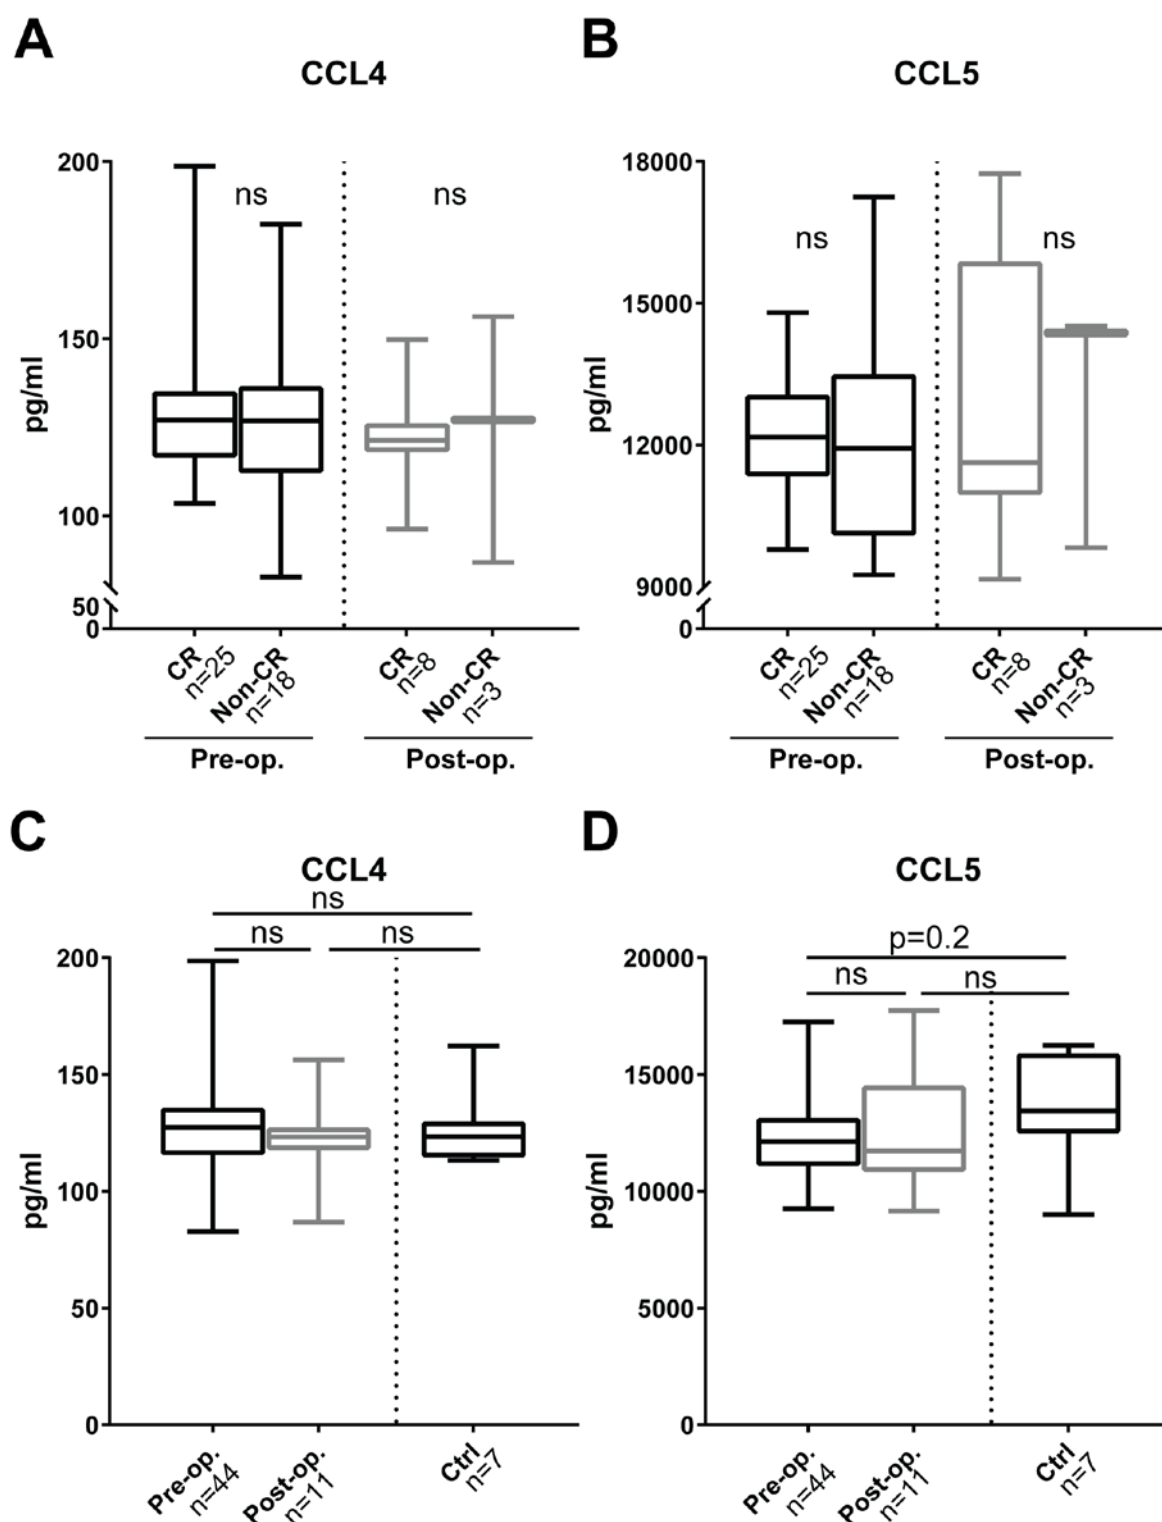 A
CCL4
200
150
100
50
0
pg/ml
ns
ns
CR
n=25
Non-CR
n=18
CR
n=8
Non-CR
n=3
Pre-op.
Post-op.
B
CCL5
18000
15000
12000
9000
0
pg/ml
ns
ns
CR
n=25
Non-CR
n=18
CR
n=8
Non-CR
n=3
Pre-op.
Post-op.
C
CCL4
ns
ns
ns
200
150
100
50
0
pg/ml
Pre-op.
n=44
Post-op.
n=11
Ctrl
n=7
D
CCL5
p=0.2
ns
ns
20000
15000
10000
5000
0
pg/ml
Pre-op.
n=44
Post-op.
n=11
Ctrl
n=7